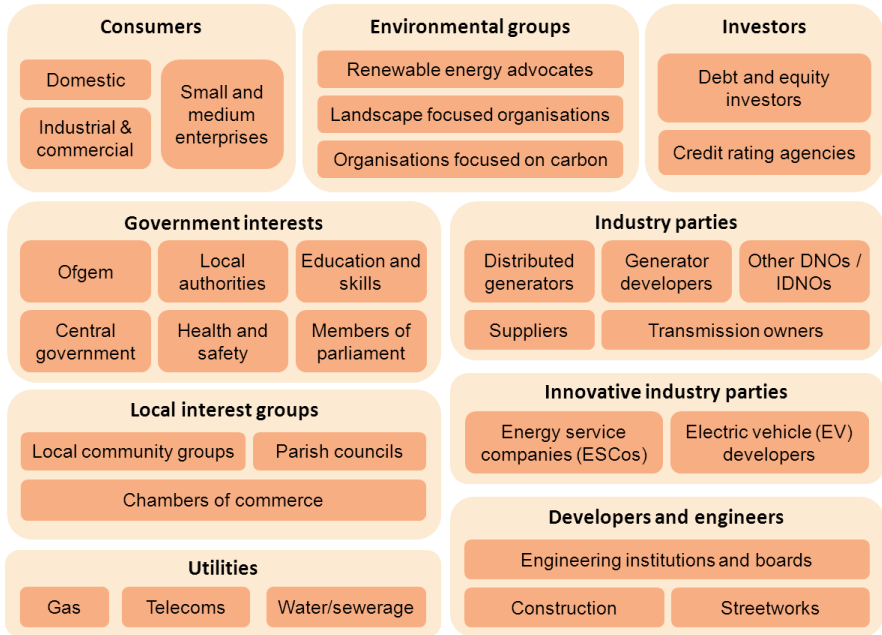 Consumers
Domestic
Industrial &
commercial
Small and
medium
enterprises
Environmental groups
Renewable energy advocates
Landscape focused organisations
Organisations focused on carbon
Investors
Debt and equity
investors
Credit rating agencies
Government interests
Ofgem
Local
authorities
Education and
skills
Central
government
Health and
safety
Members of
parliament
Industry parties
Distributed
generators
Generator
developers
Other DNOs /
IDNOs
Suppliers
Transmission owners
Local interest groups
Local community groups
Parish councils
Chambers of commerce
Innovative industry parties
Energy service
companies (ESCos)
Electric vehicle (EV)
developers
Utilities
Gas
Telecoms
Water/sewerage
Developers and engineers
Engineering institutions and boards
Construction
Streetworks